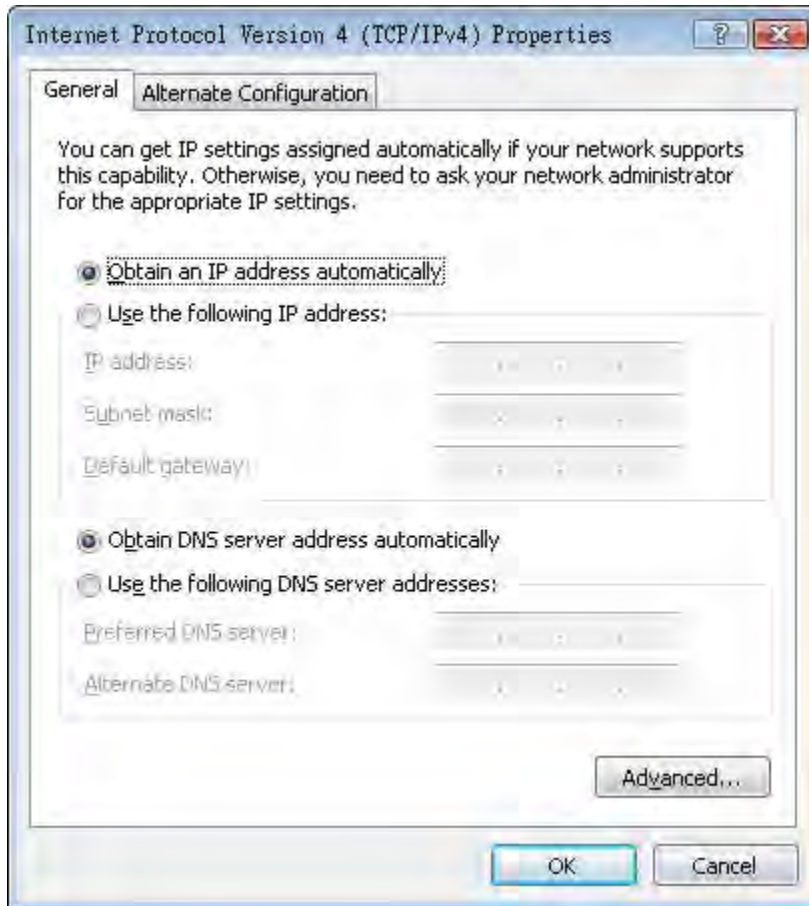 Internet Protocol Version 4 (TCP/IPv4) Properties
General
Alternate Configuration
You can get IP settings assigned automatically if your network supports
this capability. Otherwise, you need to ask your network administrator
for the appropriate IP settings.
Obtain an IP address automatically
Use the following IP address:
IP address:
Subnet mask:
Default gateway:
Obtain DNS server address automatically
Use the following DNS server addresses:
Preferred DNS server:
Alternate DNS server:
Advanced...
OK
Cancel